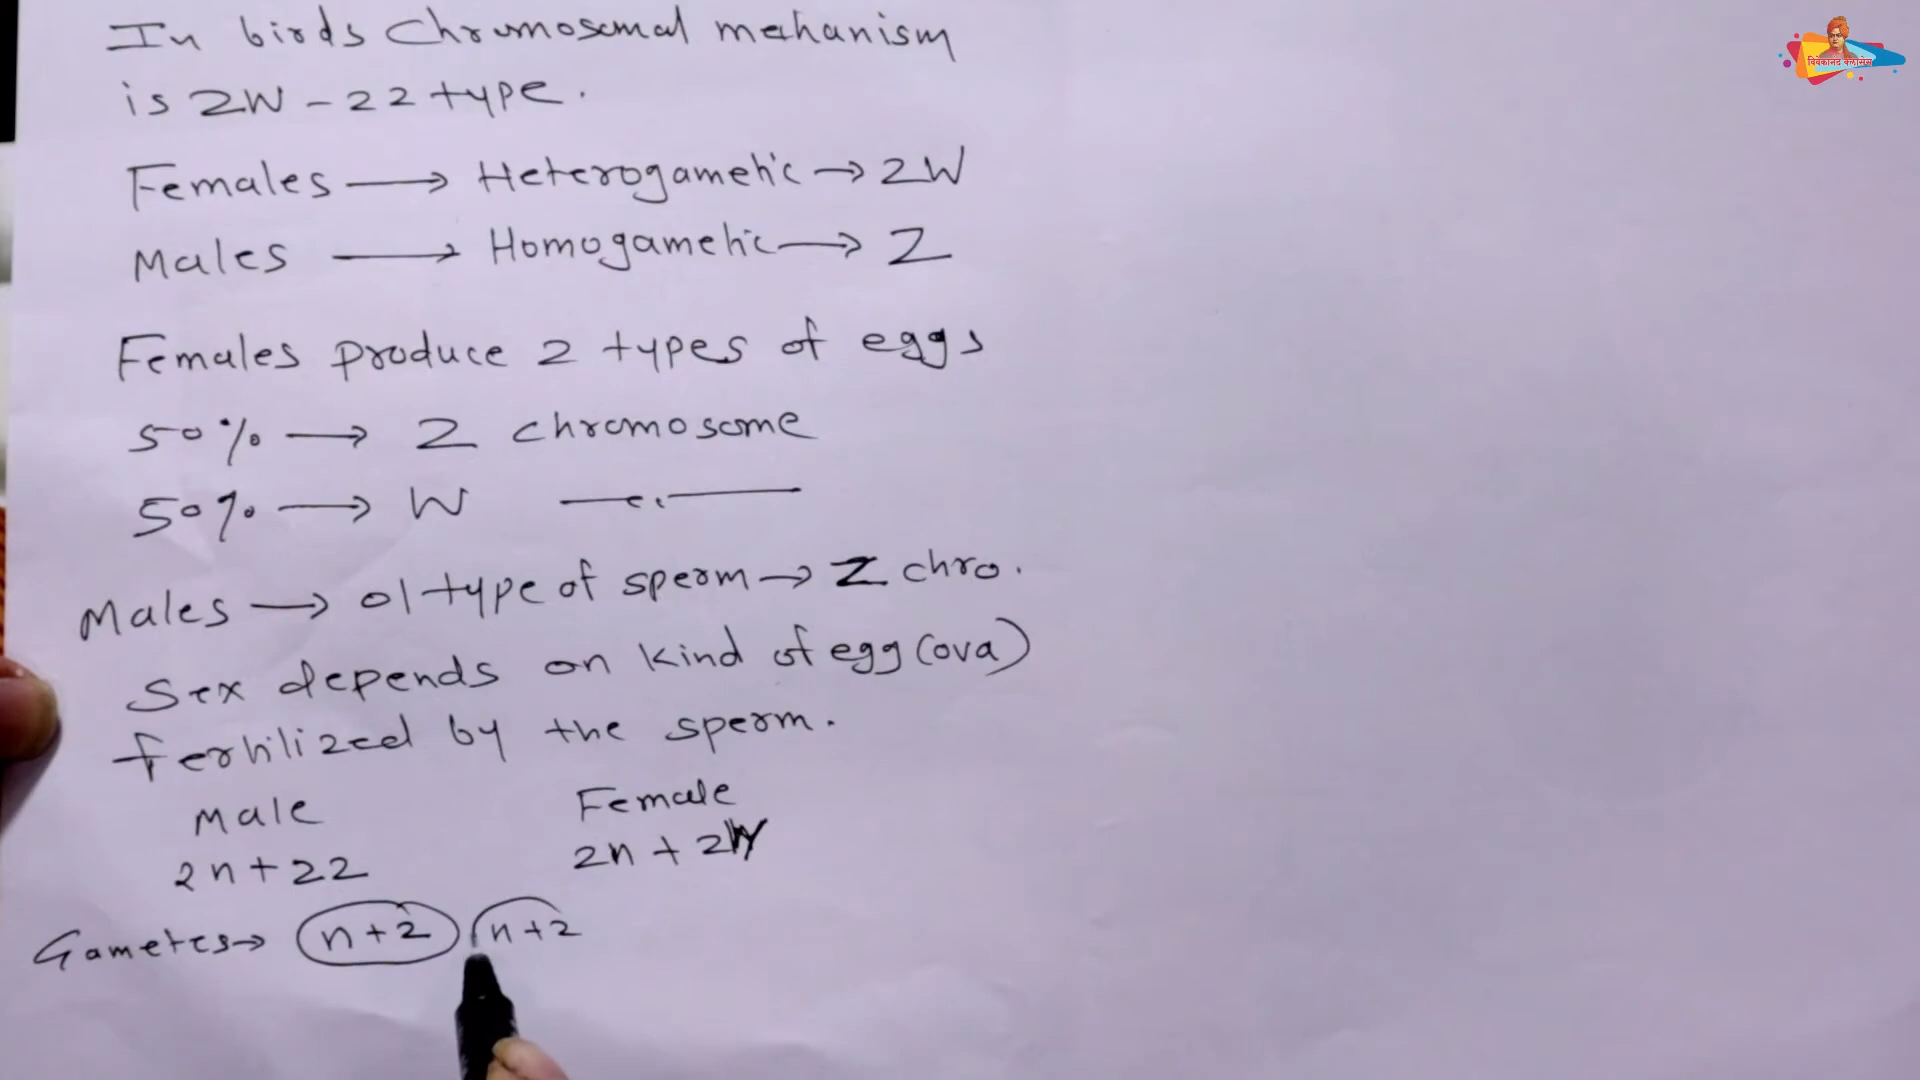 In birds Chromosomal mechanism
is ZW - ZZ type.
Females → Heterogametic → ZW
Males → Homogametic → Z
Females produce 2 types of eggs
50% → Z chromosome
50% → W —〃—
Males → 01 type of sperm → Z chro.
Sex depends on kind of egg (ova)
fertilized by the sperm.
Male Female
2n + ZZ 2n + ZW
Gametes → n+Z n+Z
विवेकानंद क्लासेस